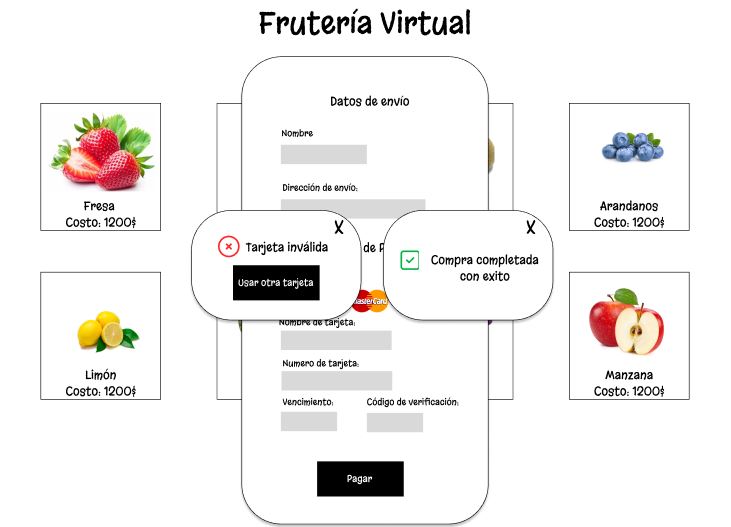 Frutería Virtual
Datos de envío
Nombre
Dirección de envío:
Fresa
Costo: 1200$
Arandanos
Costo: 1200$
X
Tarjeta inválida
Usar otra tarjeta
de
X
Compra completada
con exito
MasterCard
Nombre de tarjeta:
Numero de tarjeta:
Vencimiento:
Código de verificación:
Limón
Costo: 1200$
Manzana
Costo: 1200$
Pagar